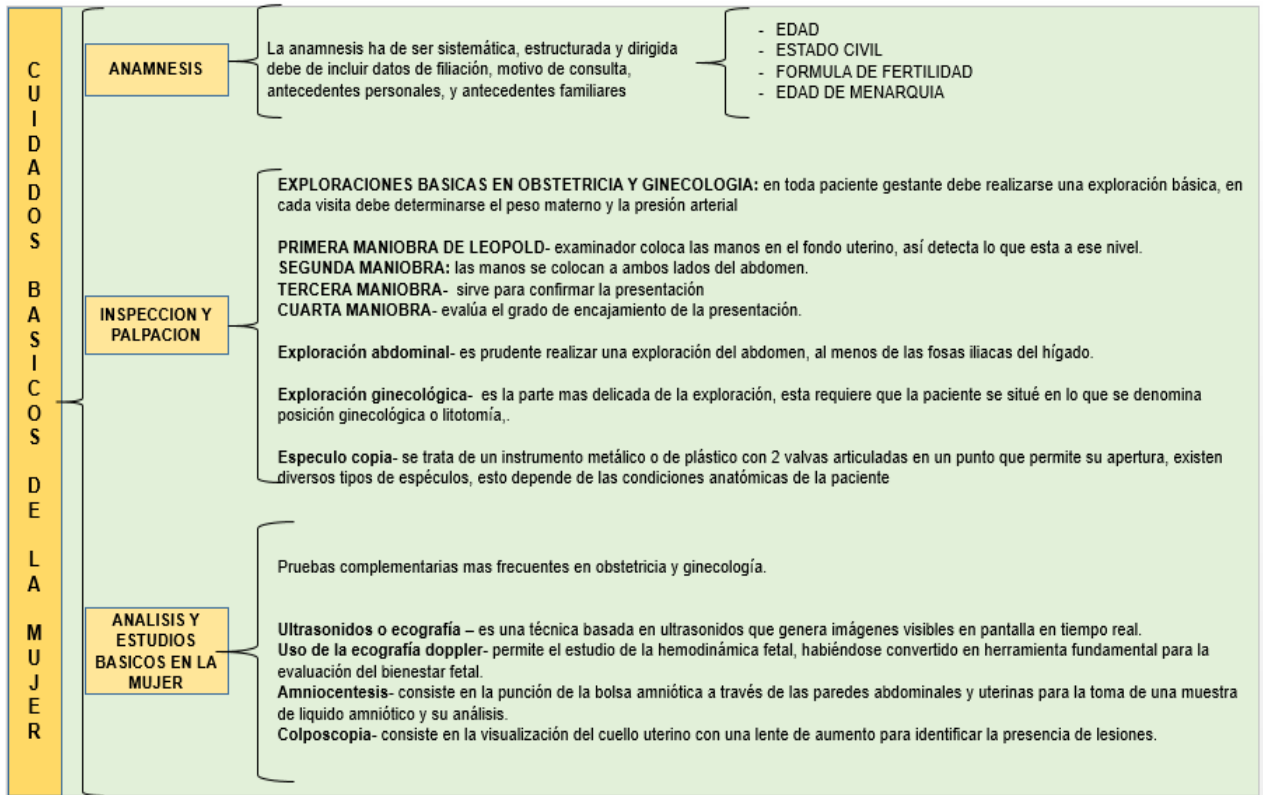 CUIDADOS BASICOS DE LA MUJER
ANAMNESIS
La anamnesis ha de ser sistemática, estructurada y dirigida
debe de incluir datos de filiación, motivo de consulta,
antecedentes personales, y antecedentes familiares
- EDAD
- ESTADO CIVIL
- FORMULA DE FERTILIDAD
- EDAD DE MENARQUIA
INSPECCION Y
PALPACION
EXPLORACIONES BASICAS EN OBSTETRICIA Y GINECOLOGIA: en toda paciente gestante debe realizarse una exploración básica, en
cada visita debe determinarse el peso materno y la presión arterial
PRIMERA MANIOBRA DE LEOPOLD- examinador coloca las manos en el fondo uterino, así detecta lo que esta a ese nivel.
SEGUNDA MANIOBRA: las manos se colocan a ambos lados del abdomen.
TERCERA MANIOBRA- sirve para confirmar la presentación
CUARTA MANIOBRA- evalúa el grado de encajamiento de la presentación.
Exploración abdominal- es prudente realizar una exploración del abdomen, al menos de las fosas iliacas del hígado.
Exploración ginecológica- es la parte mas delicada de la exploración, esta requiere que la paciente se situé en lo que se denomina
posición ginecológica o litotomía,.
Especulo copia- se trata de un instrumento metálico o de plástico con 2 valvas articuladas en un punto que permite su apertura, existen
diversos tipos de espéculos, esto depende de las condiciones anatómicas de la paciente
ANALISIS Y
ESTUDIOS
BASICOS EN LA
MUJER
Pruebas complementarias mas frecuentes en obstetricia y ginecología.
Ultrasonidos o ecografía – es una técnica basada en ultrasonidos que genera imágenes visibles en pantalla en tiempo real.
Uso de la ecografía doppler- permite el estudio de la hemodinámica fetal, habiéndose convertido en herramienta fundamental para la
evaluación del bienestar fetal.
Amniocentesis- consiste en la punción de la bolsa amniótica a través de las paredes abdominales y uterinas para la toma de una muestra
de liquido amniótico y su análisis.
Colposcopia- consiste en la visualización del cuello uterino con una lente de aumento para identificar la presencia de lesiones.